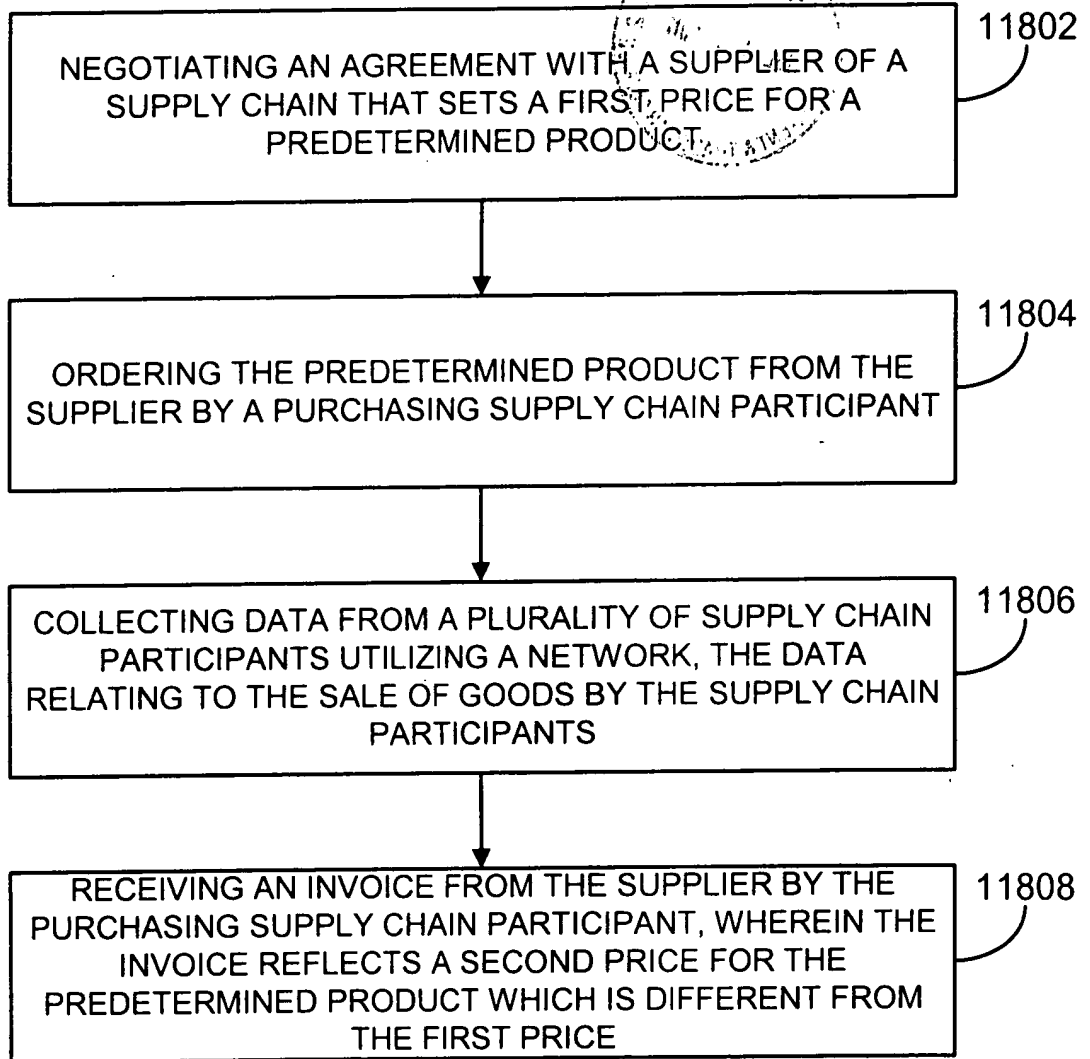 11802
NEGOTIATING AN AGREEMENT WITH A SUPPLIER OF A
SUPPLY CHAIN THAT SETS A FIRST PRICE FOR A
PREDETERMINED PRODUCT
11804
ORDERING THE PREDETERMINED PRODUCT FROM THE
SUPPLIER BY A PURCHASING SUPPLY CHAIN PARTICIPANT
11806
COLLECTING DATA FROM A PLURALITY OF SUPPLY CHAIN
PARTICIPANTS UTILIZING A NETWORK, THE DATA
RELATING TO THE SALE OF GOODS BY THE SUPPLY CHAIN
PARTICIPANTS
11808
RECEIVING AN INVOICE FROM THE SUPPLIER BY THE
PURCHASING SUPPLY CHAIN PARTICIPANT, WHEREIN THE
INVOICE REFLECTS A SECOND PRICE FOR THE
PREDETERMINED PRODUCT WHICH IS DIFFERENT FROM
THE FIRST PRICE